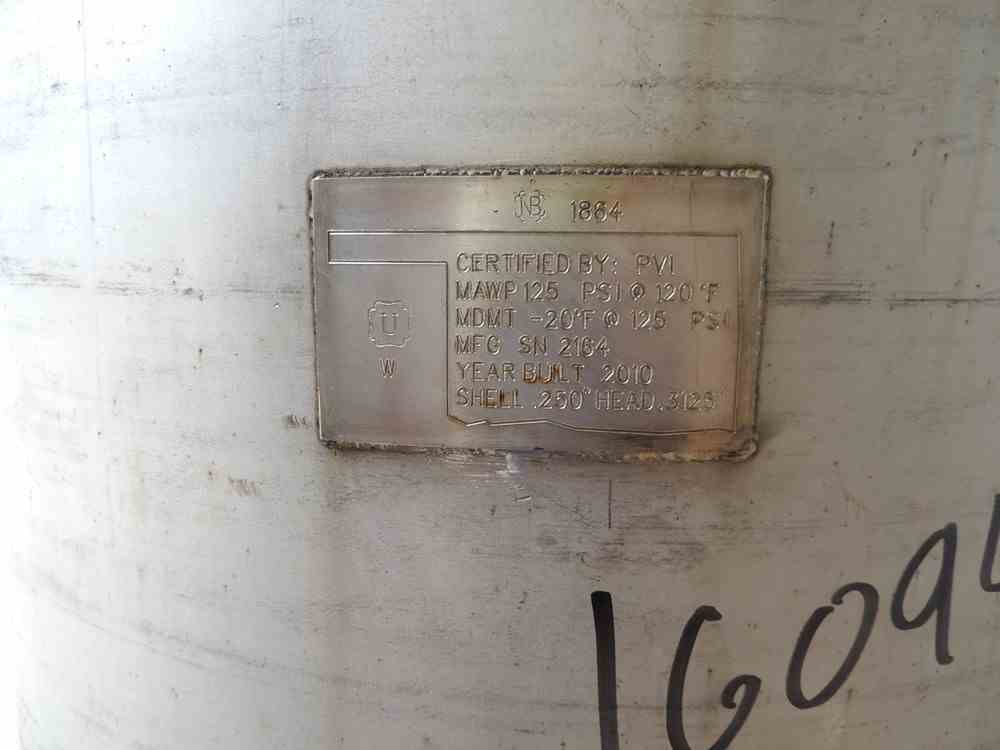 NB 1864
CERTIFIED BY: PVI
MAWP 125 PSI @ 120°F
MDMT -20°F @ 125 PSI
U
MFG SN 2164
W
YEAR BUILT 2010
SHELL .250" HEAD .3125"
1609